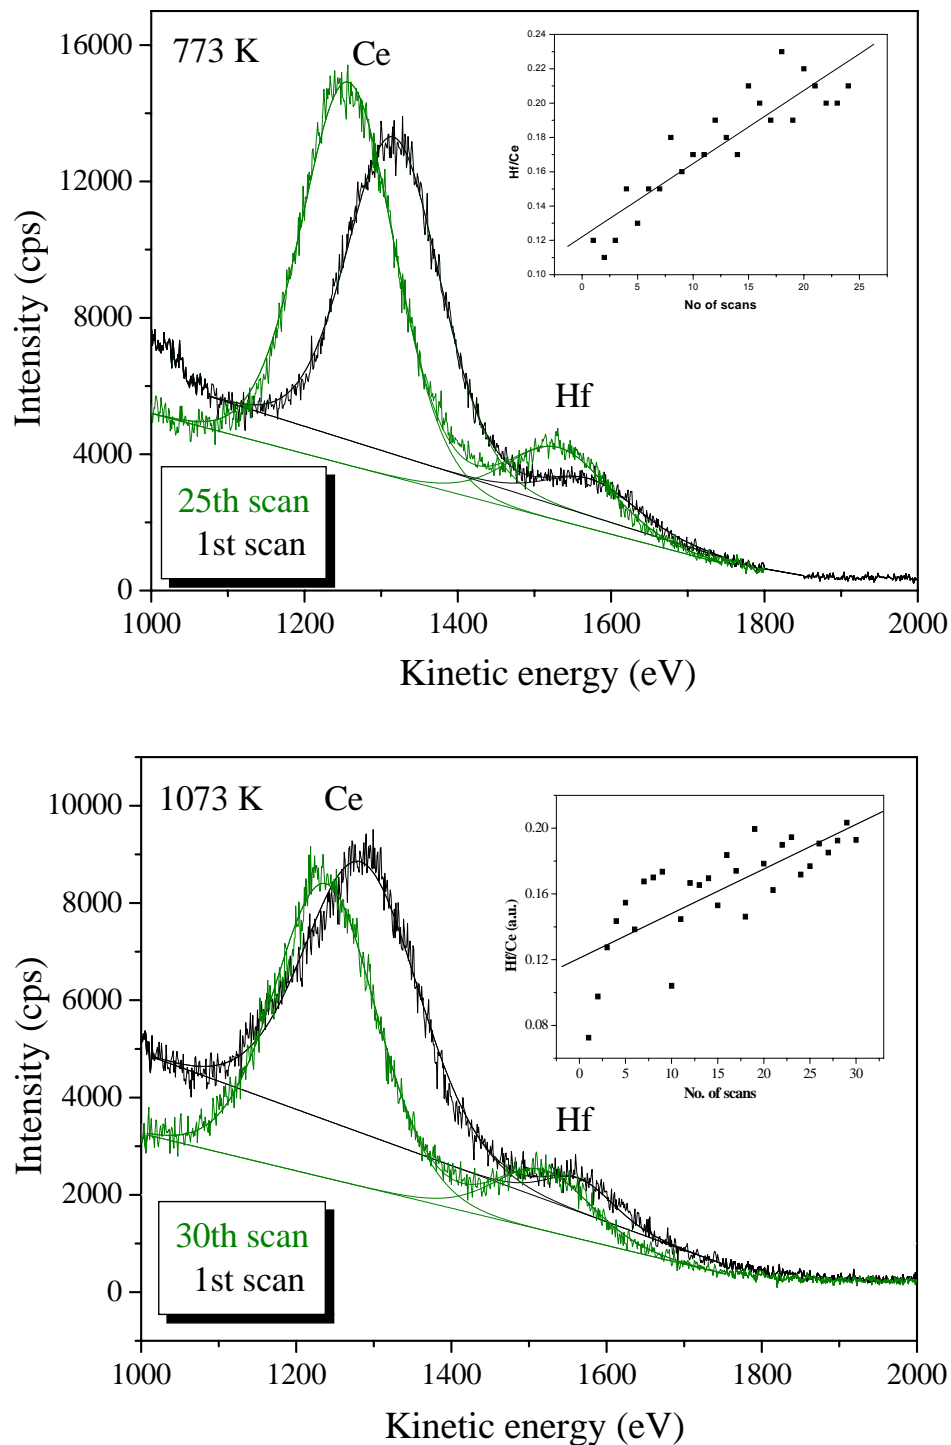 773 K
Ce
Hf
16000
12000
8000
4000
0
Intensity (cps)
1000 1200 1400 1600 1800 2000
Kinetic energy (eV)
25th scan
1st scan
0.24
0.22
0.20
0.18
0.16
0.14
0.12
0.10
Hf/Ce
0 5 10 15 20 25
No of scans
1073 K
Ce
Hf
10000
8000
6000
4000
2000
0
Intensity (cps)
1000 1200 1400 1600 1800 2000
Kinetic energy (eV)
30th scan
1st scan
0.20
0.16
0.12
0.08
Hf/Ce (a.u.)
0 5 10 15 20 25 30
No. of scans